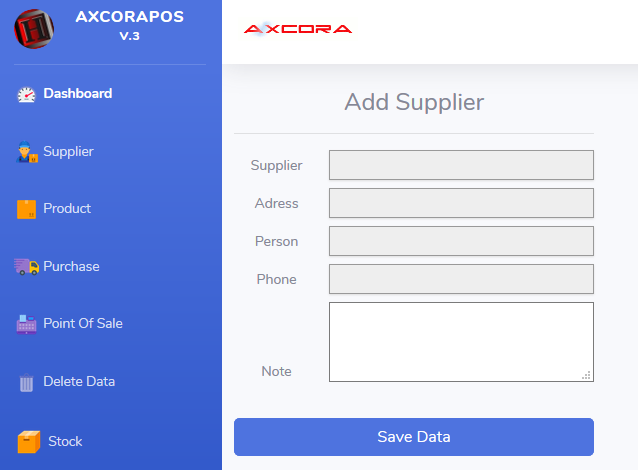 AXCORAPOS
V.3
Dashboard
Supplier
Product
Purchase
Point Of Sale
Delete Data
Stock
AXCORA
Add Supplier
Supplier
Adress
Person
Phone
Note
Save Data